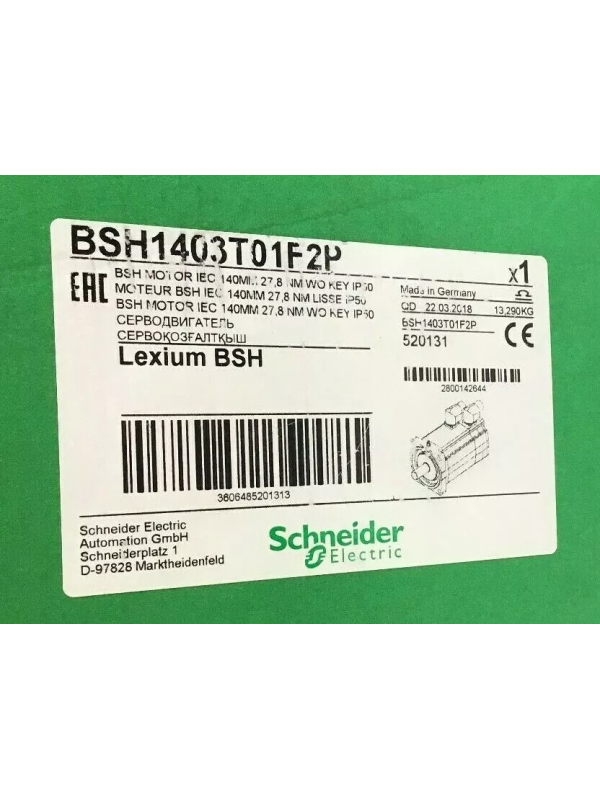 BSH1403T01F2P
x1
BSH MOTOR IEC 140MM 27,8 NM WO KEY IP50
MOTEUR BSH IEC 140MM 27,8 NM LISSE IP50
BSH MOTOR IEC 140MM 27,8 NM WO KEY IP50
СЕРВОДВИГАТЕЛЬ
СЕРВОҚОЗҒАЛТҚЫШ
EAC
Lexium BSH
Made in Germany
QD 22.03.2018 13,290KG
BSH1403T01F2P
520131
CE
2800142644
3606485201313
Schneider Electric
Automation GmbH
Schneiderplatz 1
D-97828 Marktheidenfeld
Schneider
Electric